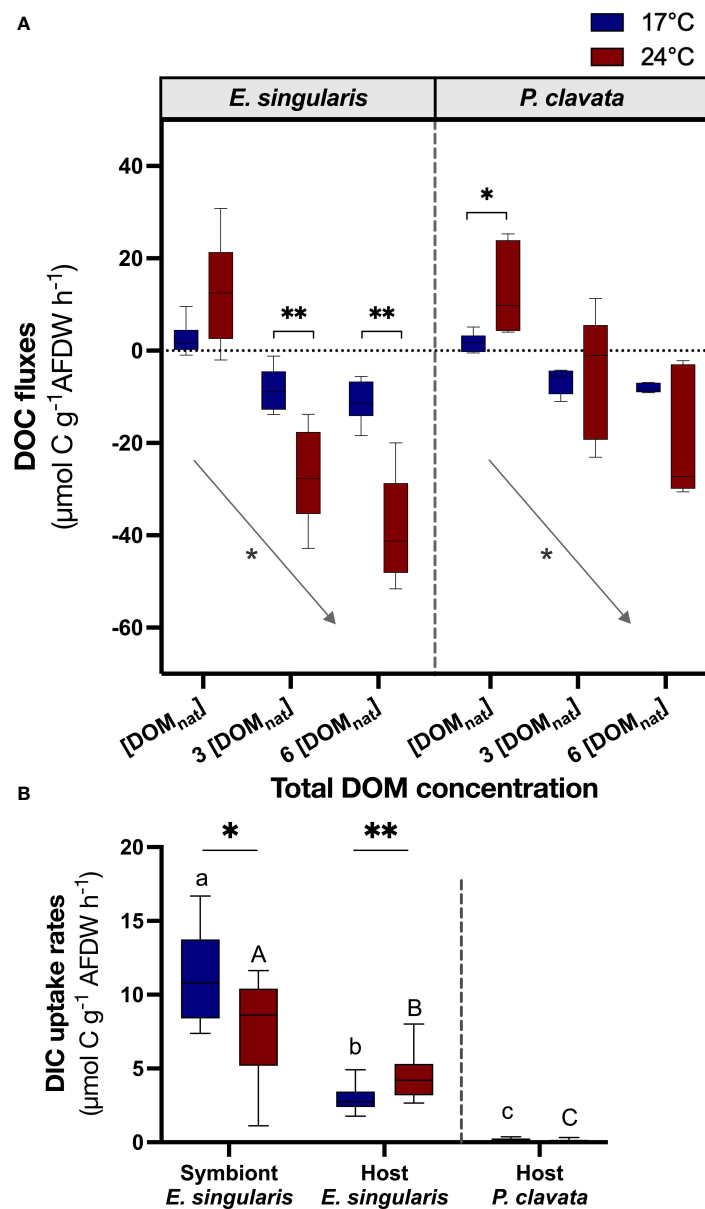 A
17°C
24°C
E. singularis
P. clavata
DOC fluxes
(µmol C g⁻¹AFDW h⁻¹)
40
20
0
-20
-40
-60
*
**
**
*
*
*
[DOMnat]
3 [DOMnat]
6 [DOMnat]
[DOMnat]
3 [DOMnat]
6 [DOMnat]
Total DOM concentration
B
DIC uptake rates
(µmol C g⁻¹ AFDW h⁻¹)
20
15
10
5
0
*
**
a
A
b
B
c
C
Symbiont
E. singularis
Host
E. singularis
Host
P. clavata